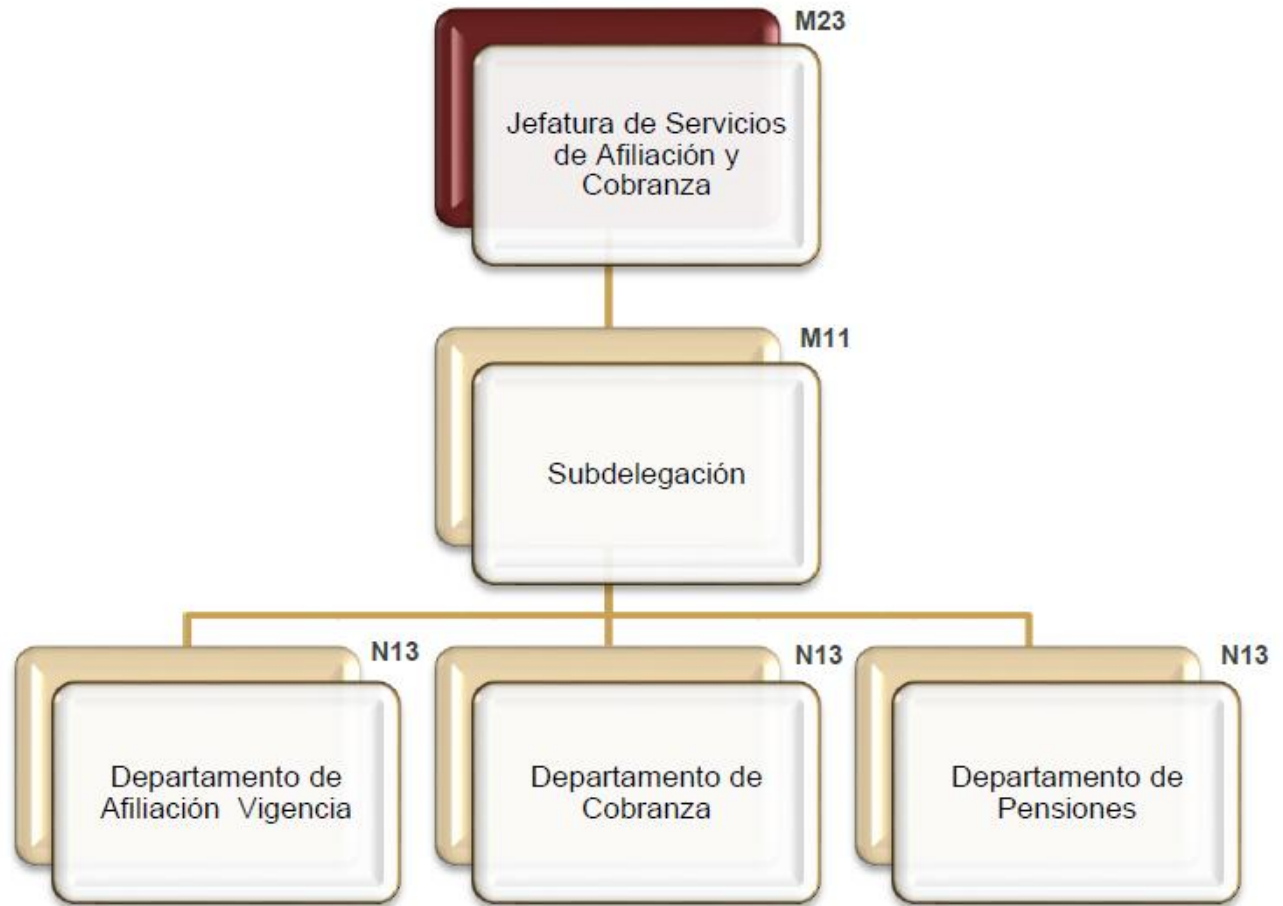 M23
Jefatura de Servicios
de Afiliación y
Cobranza
M11
Subdelegación
N13
Departamento de
Afiliación  Vigencia
N13
Departamento de
Cobranza
N13
Departamento de
Pensiones